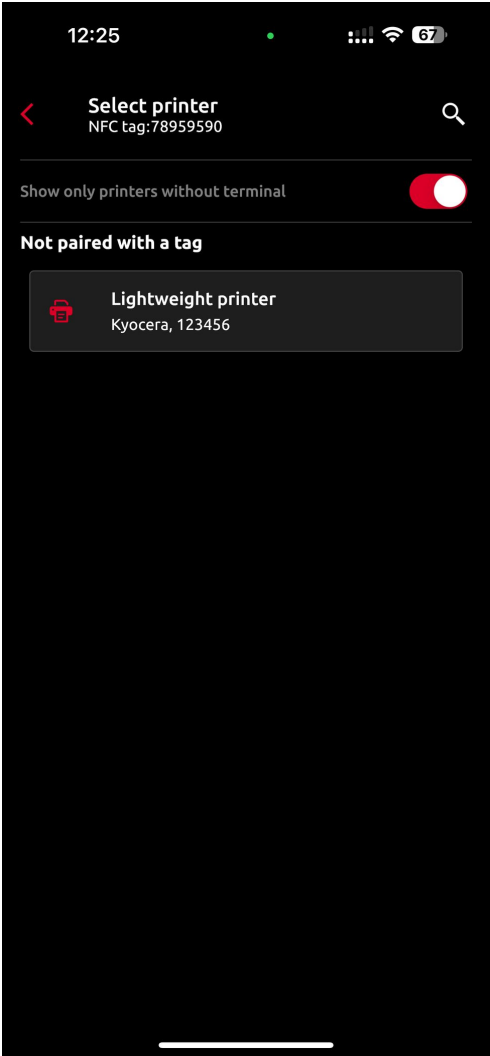 12:25
67
Select printer
NFC tag:78959590
Show only printers without terminal
Not paired with a tag
Lightweight printer
Kyocera, 123456